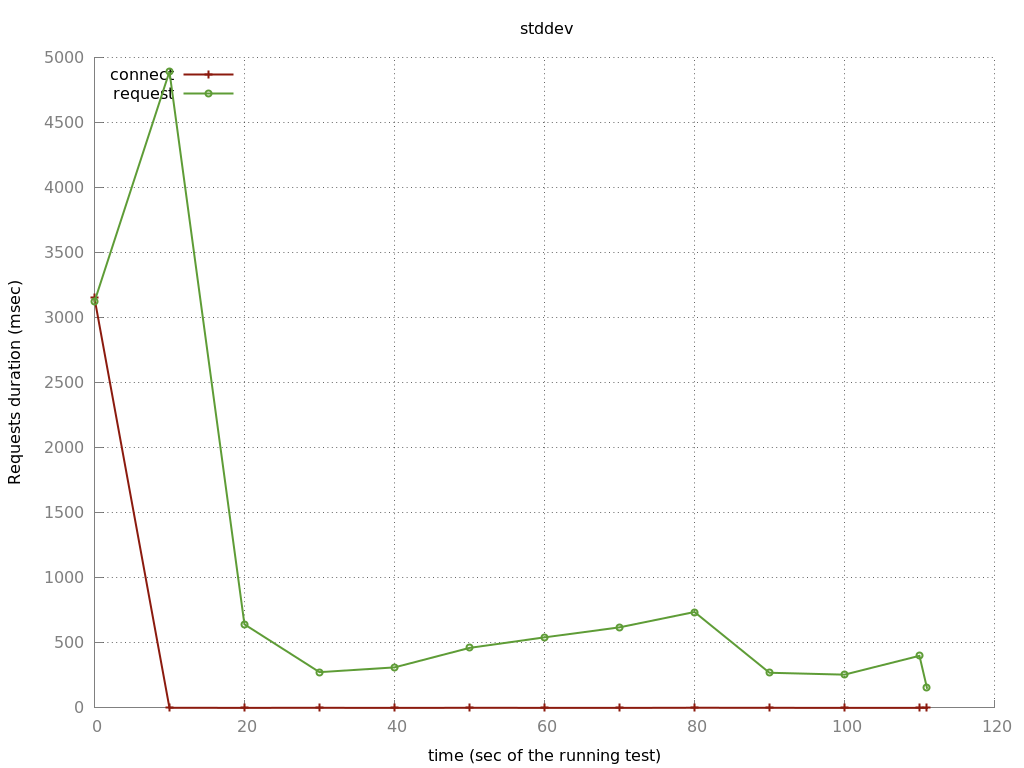 stddev
connect
request
5000
4500
4000
3500
3000
2500
2000
1500
1000
500
0
Requests duration (msec)
0 20 40 60 80 100 120
time (sec of the running test)